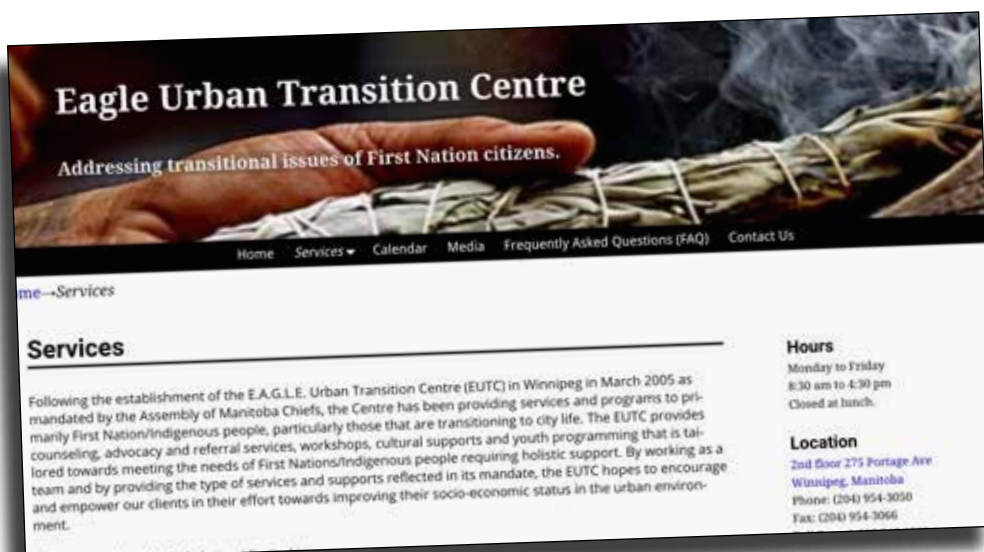 Eagle Urban Transition Centre
Addressing transitional issues of First Nation citizens.
Home Services Calendar Media Frequently Asked Questions (FAQ) Contact Us
me→Services
Services
Following the establishment of the E.A.G.L.E. Urban Transition Centre (EUTC) in Winnipeg in March 2005 as
mandated by the Assembly of Manitoba Chiefs, the Centre has been providing services and programs to pri-
marily First Nation/Indigenous people, particularly those that are transitioning to city life. The EUTC provides
counseling, advocacy and referral services, workshops, cultural supports and youth programming that is tai-
lored towards meeting the needs of First Nations/Indigenous people requiring holistic support. By working as a
team and by providing the type of services and supports reflected in its mandate, the EUTC hopes to encourage
and empower our clients in their effort towards improving their socio-economic status in the urban environ-
ment.
Hours
Monday to Friday
8:30 am to 4:30 pm
Closed at lunch.
Location
2nd floor 275 Portage Ave
Winnipeg, Manitoba
Phone: (204) 954-3050
Fax: (204) 954-3066